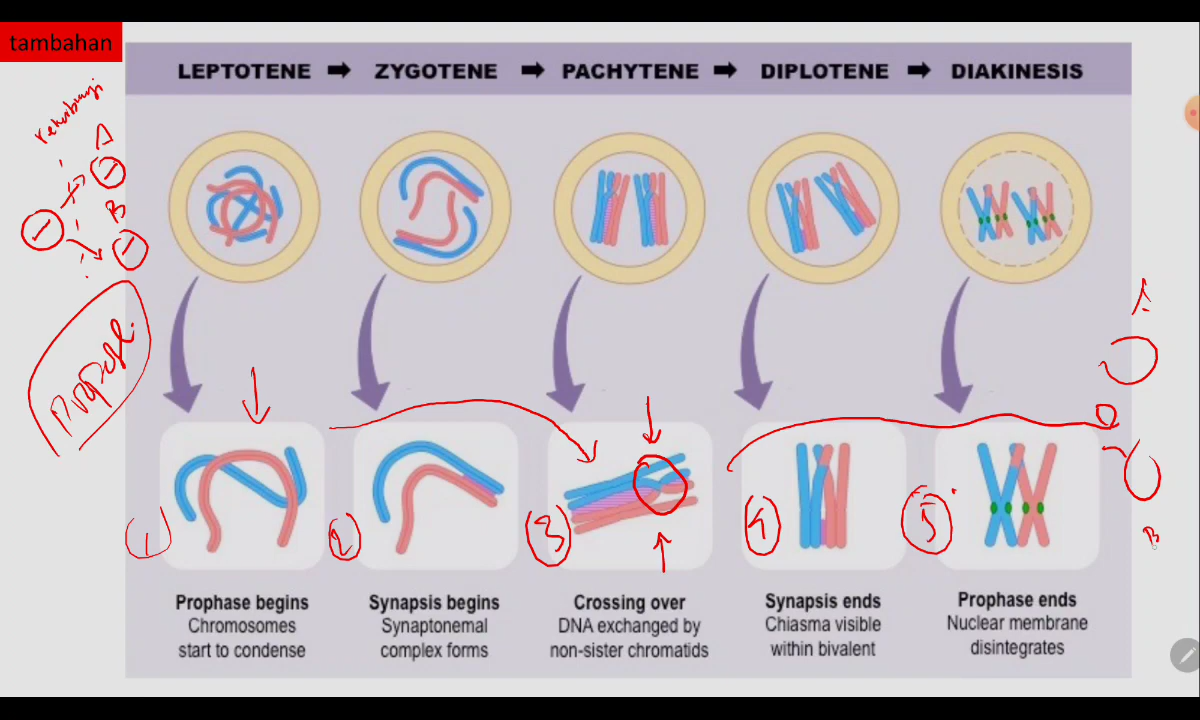 tambahan
LEPTOTENE ➡ ZYGOTENE ➡ PACHYTENE ➡ DIPLOTENE ➡ DIAKINESIS
A
B
1
2
3
4
5
B
Prophase begins
Chromosomes
start to condense
Synapsis begins
Synaptonemal
complex forms
Crossing over
DNA exchanged by
non-sister chromatids
Synapsis ends
Chiasma visible
within bivalent
Prophase ends
Nuclear membrane
disintegrates